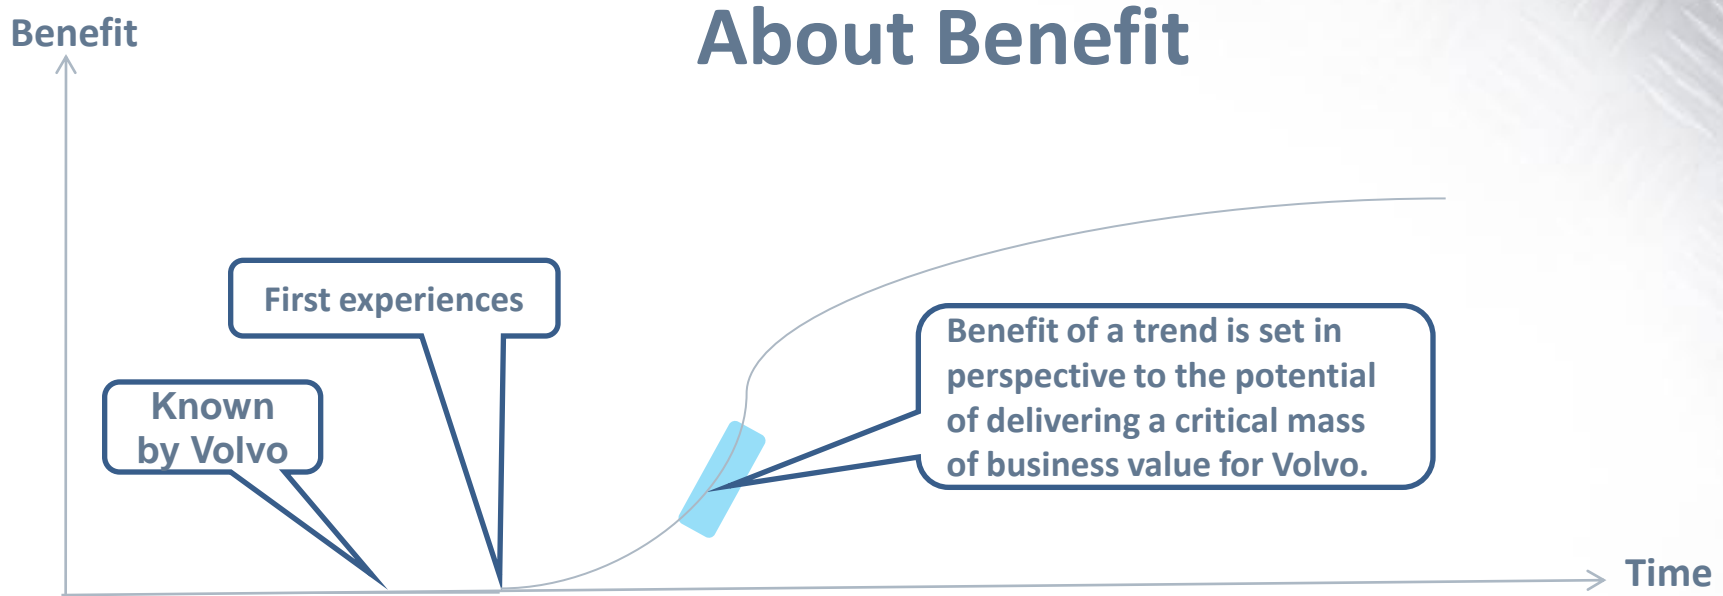 About Benefit
Benefit
First experiences
Known
by Volvo
Benefit of a trend is set in
perspective to the potential
of delivering a critical mass
of business value for Volvo.
Time